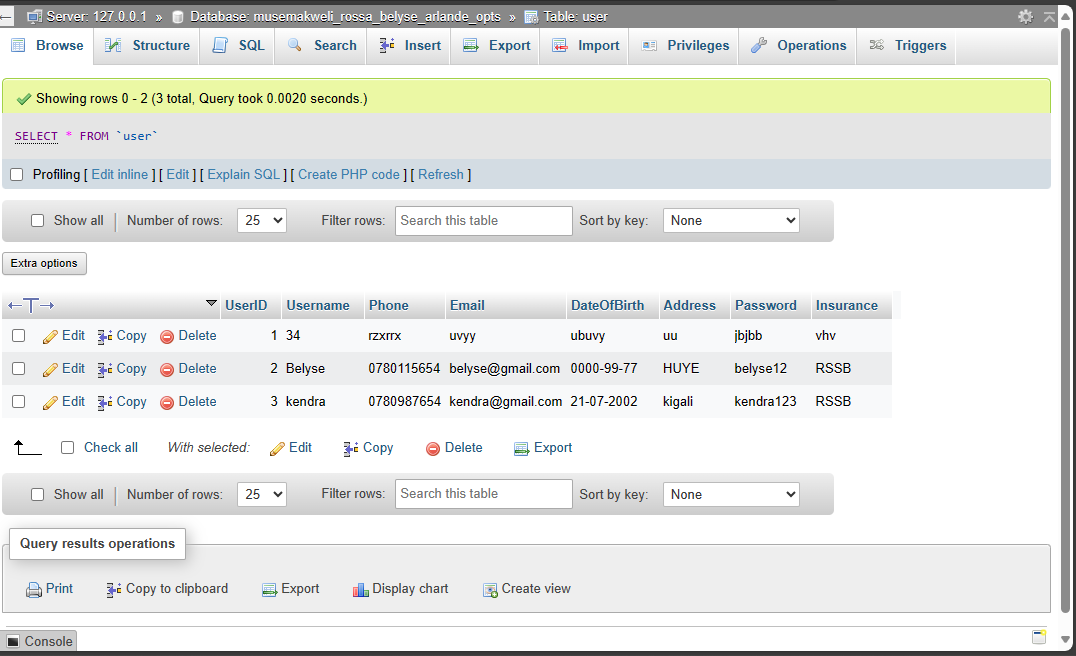 Server: 127.0.0.1 » Database: musemakweli_rossa_belyse_arlande_opts » Table: user
Browse Structure SQL Search Insert Export Import Privileges Operations Triggers
Showing rows 0 - 2 (3 total, Query took 0.0020 seconds.)
SELECT * FROM `user`
Profiling [ Edit inline ] [ Edit ] [ Explain SQL ] [ Create PHP code ] [ Refresh ]
Show all Number of rows: 25 Filter rows: Search this table Sort by key: None
Extra options
←T→ UserID Username Phone Email DateOfBirth Address Password Insurance
Edit Copy Delete 1 34 rzxrrx uvyy ubuvy uu jbjbb vhv
Edit Copy Delete 2 Belyse 0780115654 belyse@gmail.com 0000-99-77 HUYE belyse12 RSSB
Edit Copy Delete 3 kendra 0780987654 kendra@gmail.com 21-07-2002 kigali kendra123 RSSB
Check all With selected: Edit Copy Delete Export
Show all Number of rows: 25 Filter rows: Search this table Sort by key: None
Query results operations
Print Copy to clipboard Export Display chart Create view
Console